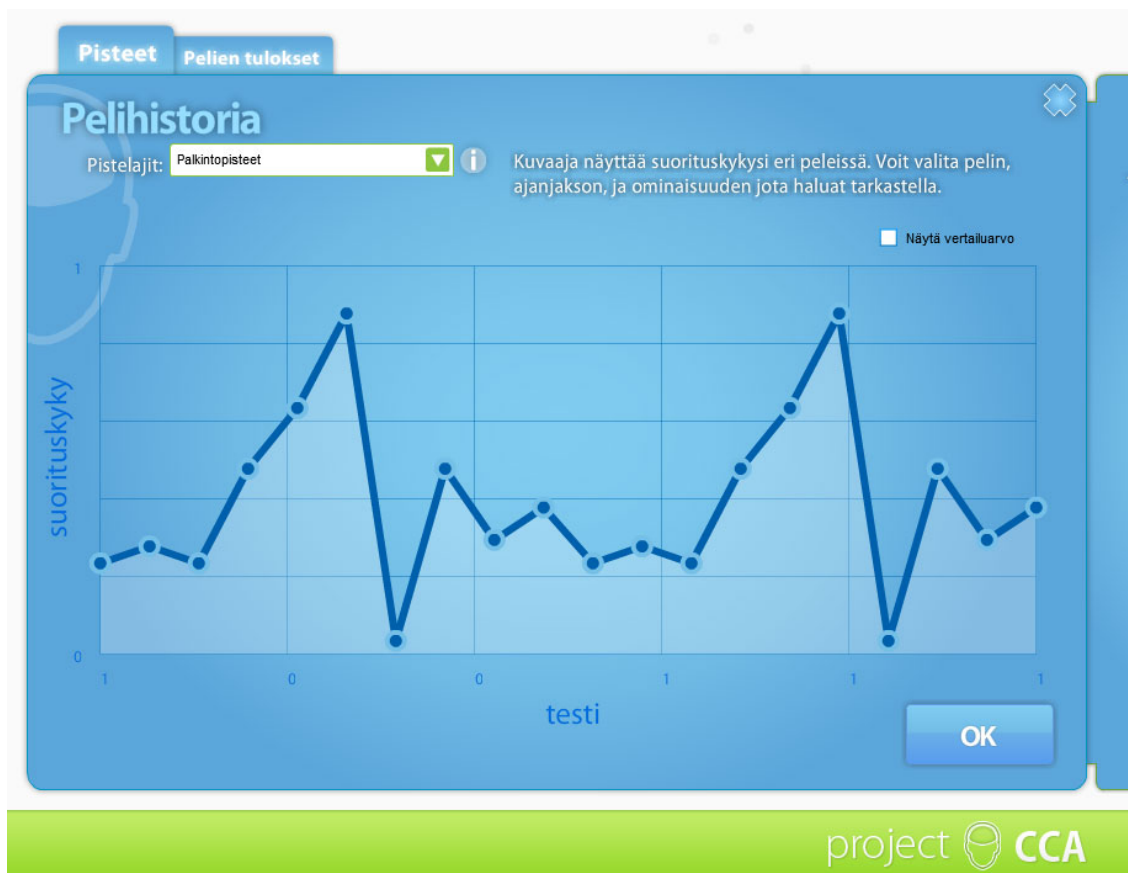 Pisteet
Pelien tulokset
Pelihistoria
Pistelajit: Palkintopisteet
i
Kuvaaja näyttää suorituskykysi eri peleissä. Voit valita pelin,
ajanjakson, ja ominaisuuden jota haluat tarkastella.
Näytä vertailuarvo
1
suorituskyky
0
1 0 0 1 1 1
testi
OK
project CCA